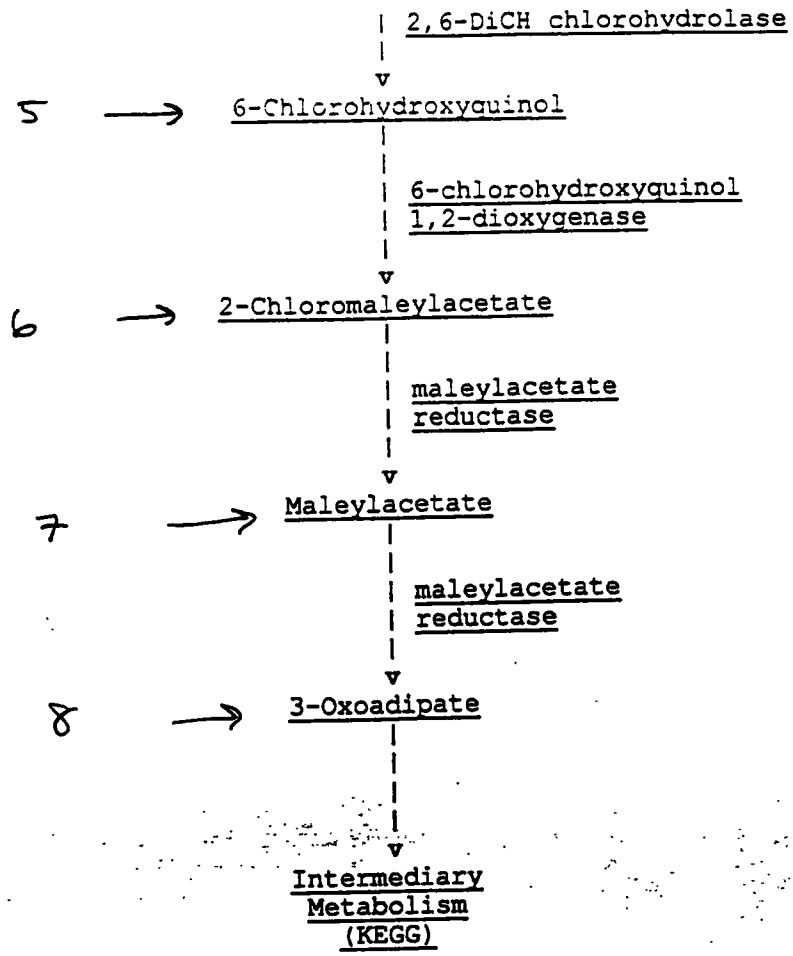 2,6-DiCH chlorohydrolase
5 → 6-Chlorohydroxyquinol
6-chlorohydroxyquinol
1,2-dioxygenase
6 → 2-Chloromaleylacetate
maleylacetate
reductase
7 → Maleylacetate
maleylacetate
reductase
8 → 3-Oxoadipate
Intermediary
Metabolism
(KEGG)